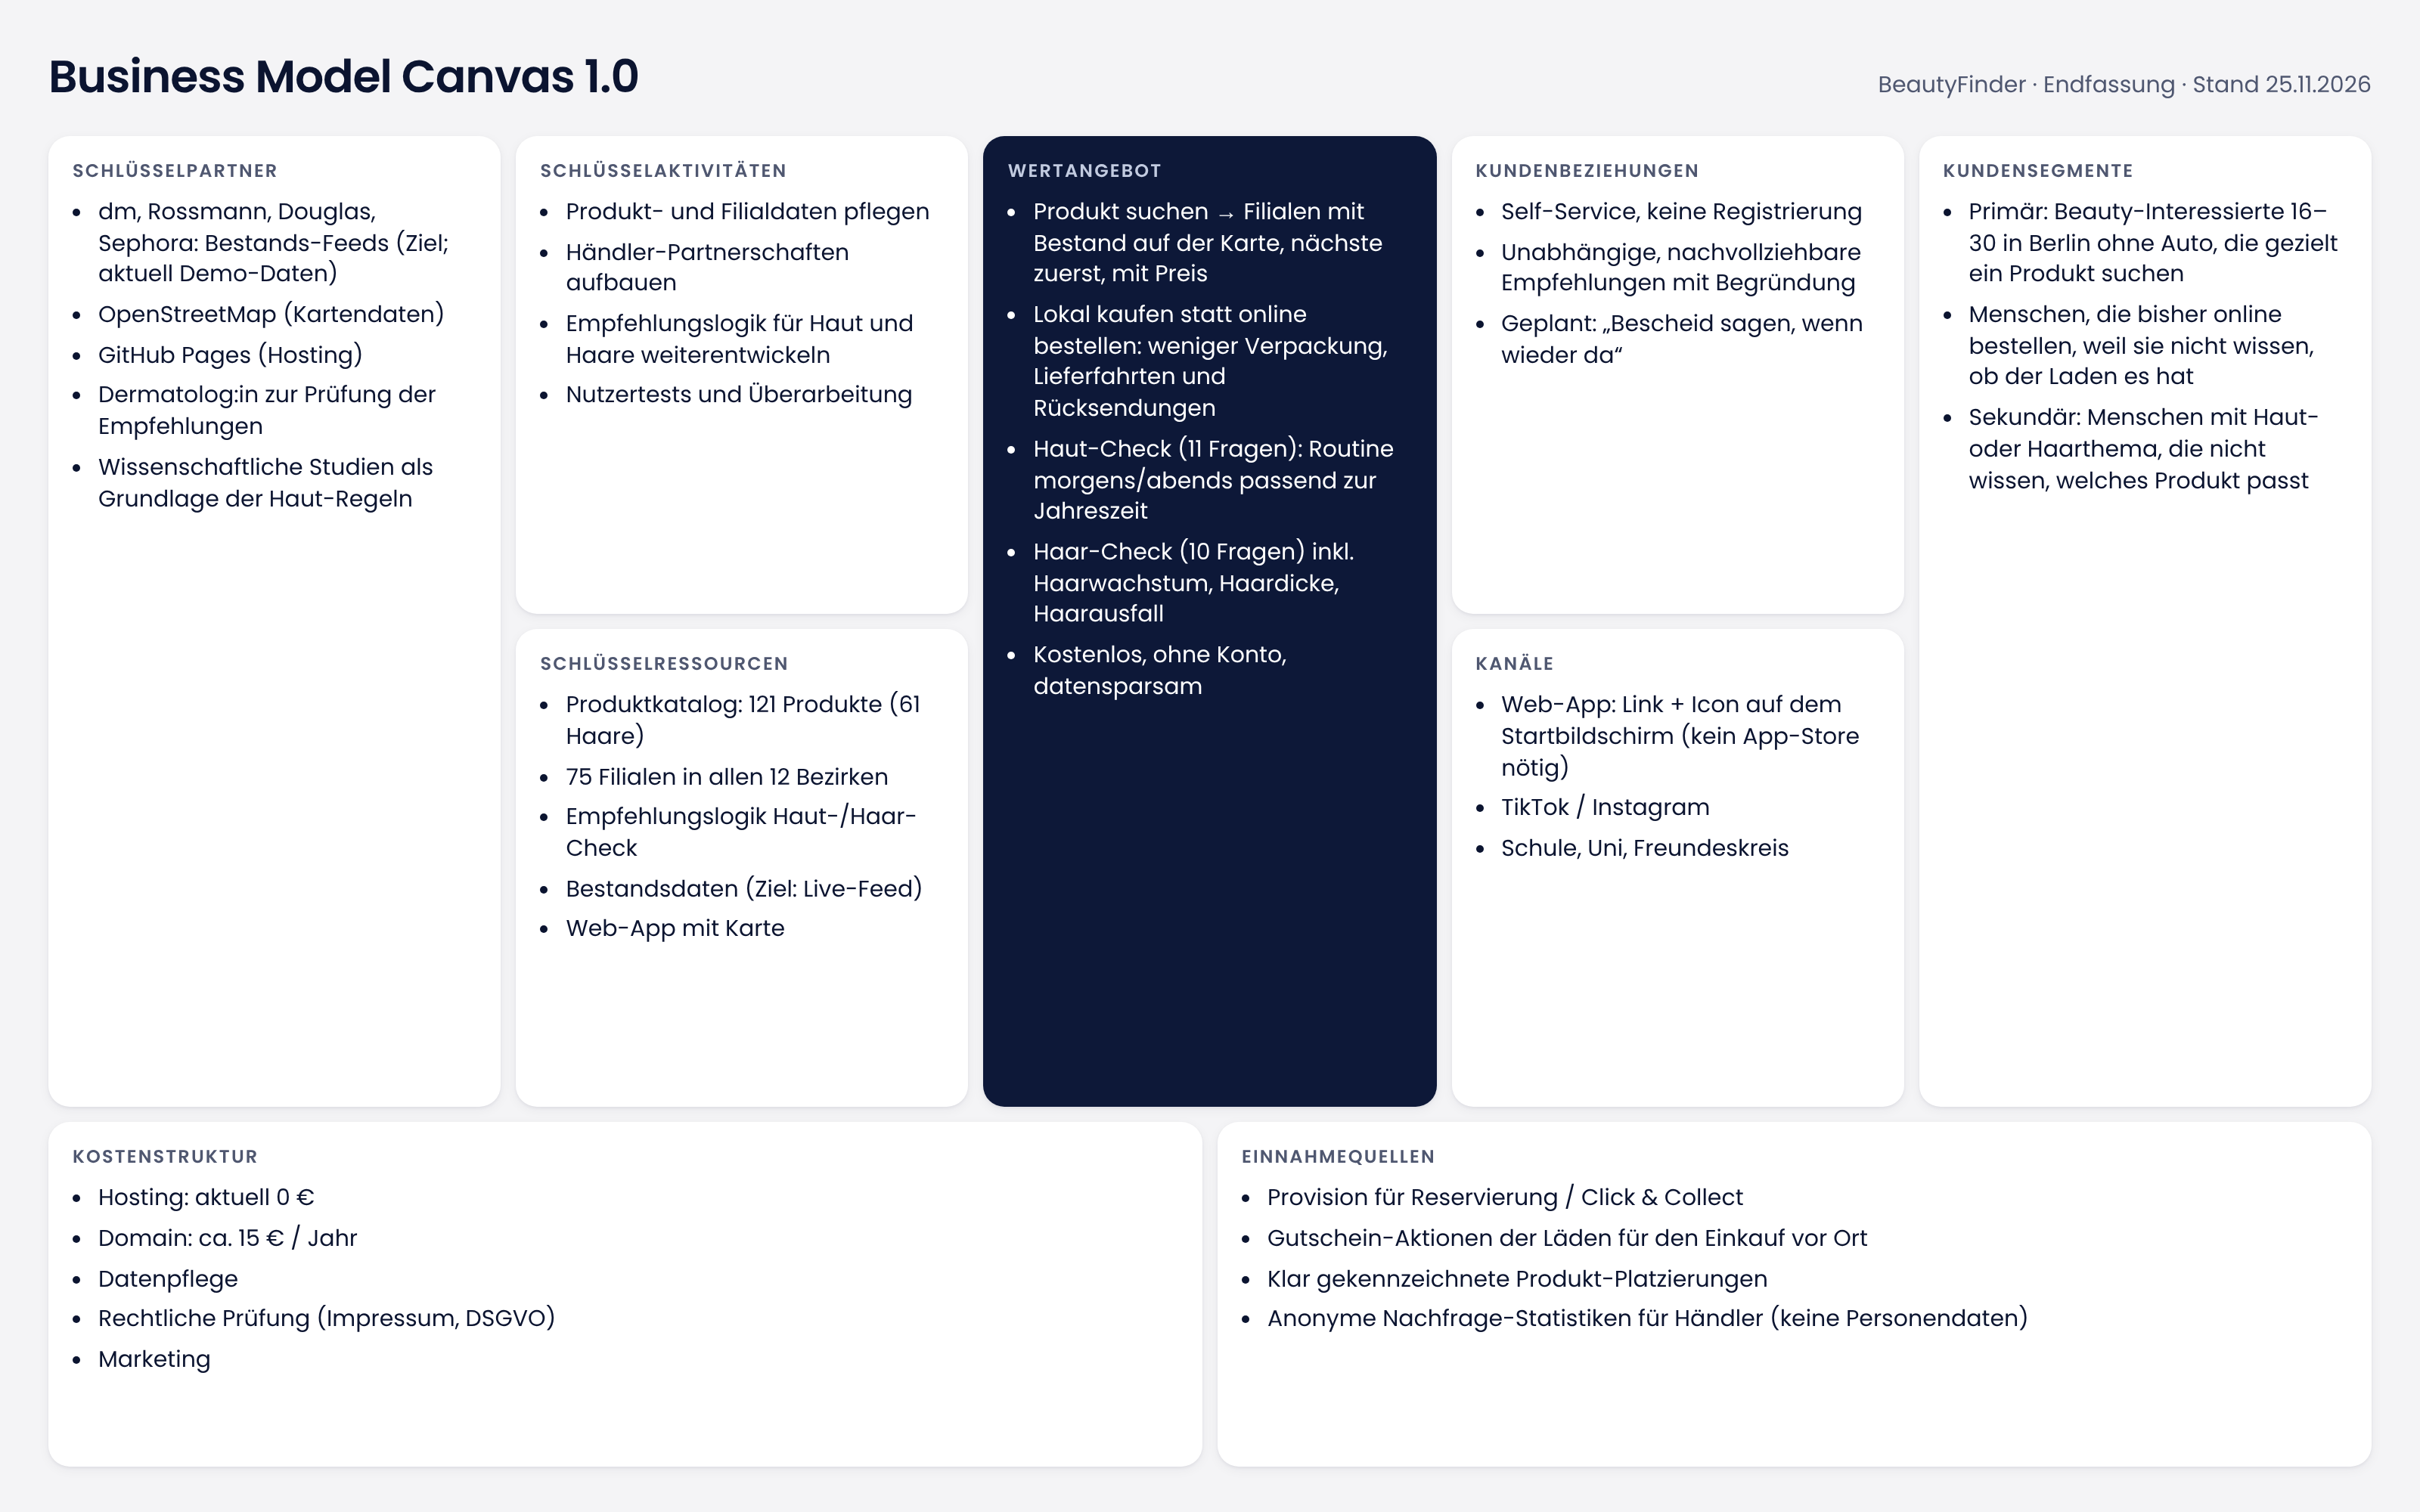 Business Model Canvas 1.0
BeautyFinder · Endfassung · Stand 25.11.2026
SCHLÜSSELPARTNER
• dm, Rossmann, Douglas,
Sephora: Bestands-Feeds (Ziel;
aktuell Demo-Daten)
• OpenStreetMap (Kartendaten)
• GitHub Pages (Hosting)
• Dermatolog:in zur Prüfung der
Empfehlungen
• Wissenschaftliche Studien als
Grundlage der Haut-Regeln
SCHLÜSSELAKTIVITÄTEN
• Produkt- und Filialdaten pflegen
• Händler-Partnerschaften
aufbauen
• Empfehlungslogik für Haut und
Haare weiterentwickeln
• Nutzertests und Überarbeitung
SCHLÜSSELRESSOURCEN
• Produktkatalog: 121 Produkte (61
Haare)
• 75 Filialen in allen 12 Bezirken
• Empfehlungslogik Haut-/Haar-
Check
• Bestandsdaten (Ziel: Live-Feed)
• Web-App mit Karte
WERTANGEBOT
• Produkt suchen → Filialen mit
Bestand auf der Karte, nächste
zuerst, mit Preis
• Lokal kaufen statt online
bestellen: weniger Verpackung,
Lieferfahrten und
Rücksendungen
• Haut-Check (11 Fragen): Routine
morgens/abends passend zur
Jahreszeit
• Haar-Check (10 Fragen) inkl.
Haarwachstum, Haardicke,
Haarausfall
• Kostenlos, ohne Konto,
datensparsam
KUNDENBEZIEHUNGEN
• Self-Service, keine Registrierung
• Unabhängige, nachvollziehbare
Empfehlungen mit Begründung
• Geplant: „Bescheid sagen, wenn
wieder da“
KANÄLE
• Web-App: Link + Icon auf dem
Startbildschirm (kein App-Store
nötig)
• TikTok / Instagram
• Schule, Uni, Freundeskreis
KUNDENSEGMENTE
• Primär: Beauty-Interessierte 16–
30 in Berlin ohne Auto, die gezielt
ein Produkt suchen
• Menschen, die bisher online
bestellen, weil sie nicht wissen,
ob der Laden es hat
• Sekundär: Menschen mit Haut-
oder Haarthema, die nicht
wissen, welches Produkt passt
KOSTENSTRUKTUR
• Hosting: aktuell 0 €
• Domain: ca. 15 € / Jahr
• Datenpflege
• Rechtliche Prüfung (Impressum, DSGVO)
• Marketing
EINNAHMEQUELLEN
• Provision für Reservierung / Click & Collect
• Gutschein-Aktionen der Läden für den Einkauf vor Ort
• Klar gekennzeichnete Produkt-Platzierungen
• Anonyme Nachfrage-Statistiken für Händler (keine Personendaten)